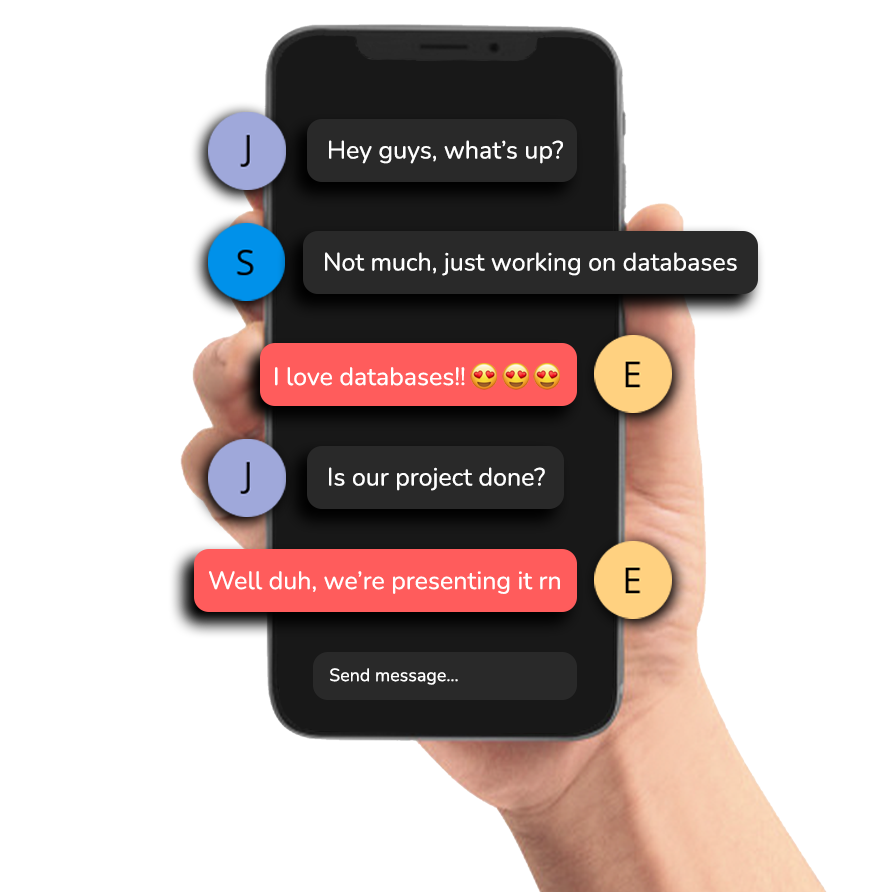 J
Hey guys, what’s up?
S
Not much, just working on databases
I love databases!! 😍😍😍
E
J
Is our project done?
Well duh, we’re presenting it rn
E
Send message...